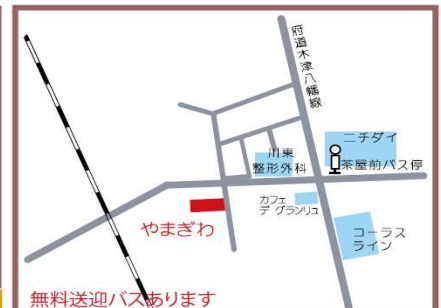 府道木津八幡線
ニチダイ
川東
整形外科
茶屋前バス停
カフェ
デ グランリュ
やまぎわ
コーラス
ライン
無料送迎バスあります